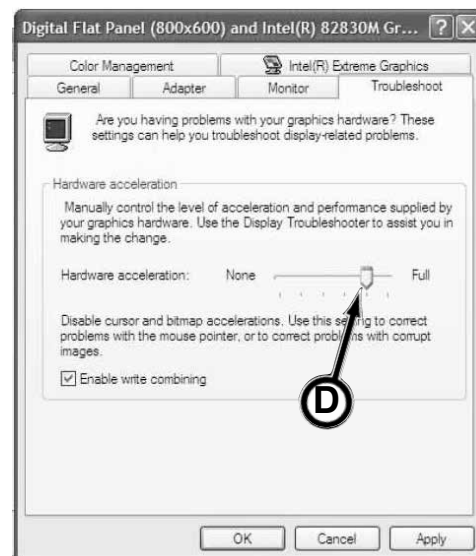 Digital Flat Panel (800x600) and Intel(R) 82830M Gr...
Color Management
Intel(R) Extreme Graphics
General
Adapter
Monitor
Troubleshoot
Are you having problems with your graphics hardware? These
settings can help you troubleshoot display-related problems.
Hardware acceleration
Manually control the level of acceleration and performance supplied by
your graphics hardware. Use the Display Troubleshooter to assist you in
making the change.
Hardware acceleration:
None
Full
Disable cursor and bitmap accelerations. Use this setting to correct
problems with the mouse pointer, or to correct problems with corrupt
images.
Enable write combining
D
OK
Cancel
Apply